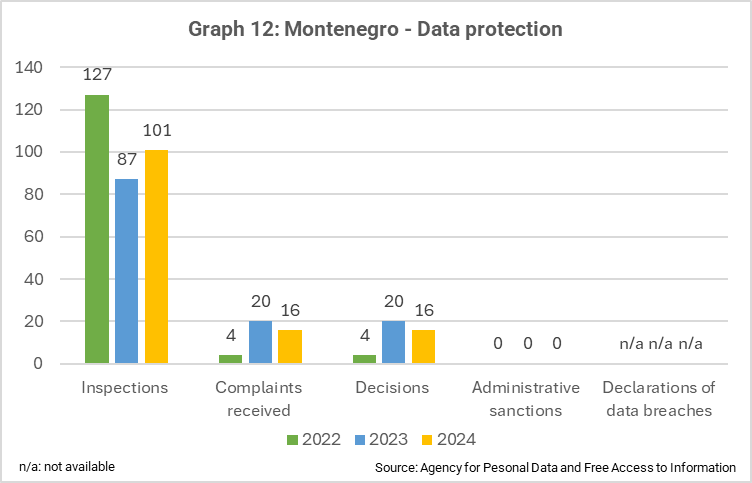 Graph 12: Montenegro - Data protection
140
120
100
80
60
40
20
0
127
87
101
4
20
16
4
20
16
0 0 0
n/a n/a n/a
Inspections
Complaints
received
Decisions
Administrative
sanctions
Declarations of
data breaches
2022 2023 2024
n/a: not available
Source: Agency for Pesonal Data and Free Access to Information